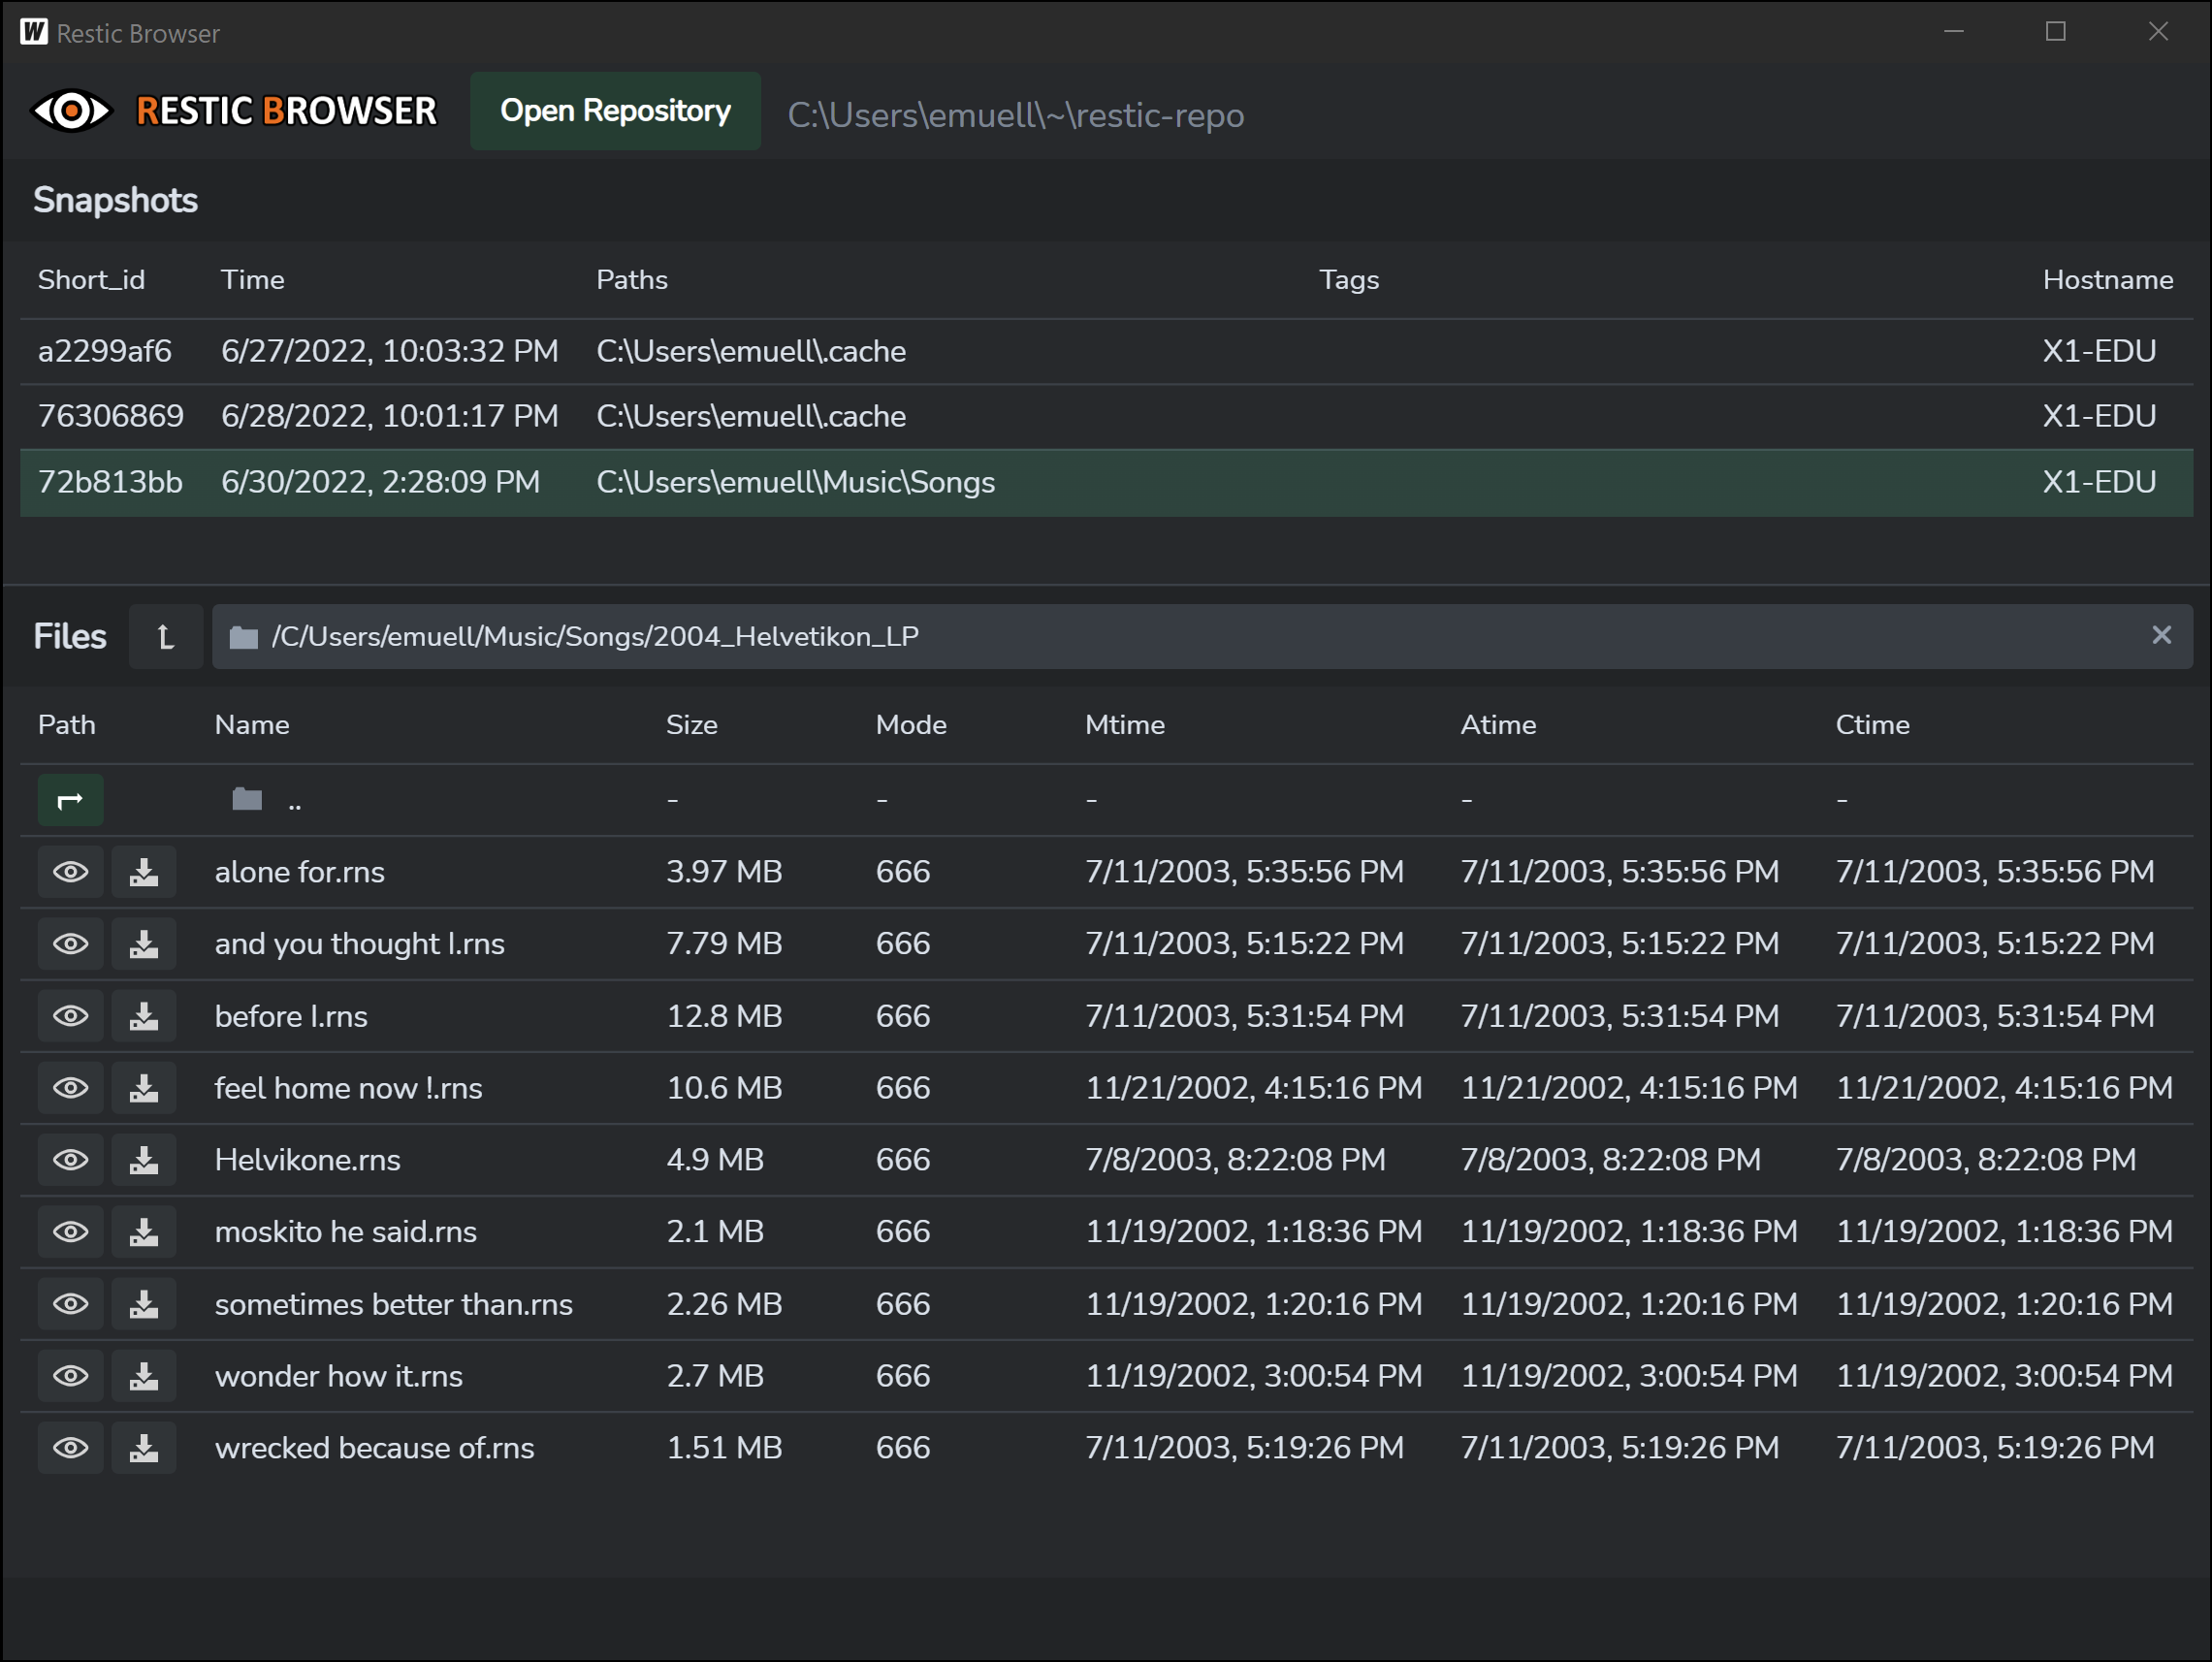 W Restic Browser
RESTIC BROWSER Open Repository C:\Users\emuell\~\restic-repo
Snapshots
Short_id Time Paths Tags Hostname
a2299af6 6/27/2022, 10:03:32 PM C:\Users\emuell\.cache X1-EDU
76306869 6/28/2022, 10:01:17 PM C:\Users\emuell\.cache X1-EDU
72b813bb 6/30/2022, 2:28:09 PM C:\Users\emuell\Music\Songs X1-EDU
Files /C/Users/emuell/Music/Songs/2004_Helvetikon_LP
Path Name Size Mode Mtime Atime Ctime
.. - - - - -
alone for.rns 3.97 MB 666 7/11/2003, 5:35:56 PM 7/11/2003, 5:35:56 PM 7/11/2003, 5:35:56 PM
and you thought I.rns 7.79 MB 666 7/11/2003, 5:15:22 PM 7/11/2003, 5:15:22 PM 7/11/2003, 5:15:22 PM
before I.rns 12.8 MB 666 7/11/2003, 5:31:54 PM 7/11/2003, 5:31:54 PM 7/11/2003, 5:31:54 PM
feel home now !.rns 10.6 MB 666 11/21/2002, 4:15:16 PM 11/21/2002, 4:15:16 PM 11/21/2002, 4:15:16 PM
Helvikone.rns 4.9 MB 666 7/8/2003, 8:22:08 PM 7/8/2003, 8:22:08 PM 7/8/2003, 8:22:08 PM
moskito he said.rns 2.1 MB 666 11/19/2002, 1:18:36 PM 11/19/2002, 1:18:36 PM 11/19/2002, 1:18:36 PM
sometimes better than.rns 2.26 MB 666 11/19/2002, 1:20:16 PM 11/19/2002, 1:20:16 PM 11/19/2002, 1:20:16 PM
wonder how it.rns 2.7 MB 666 11/19/2002, 3:00:54 PM 11/19/2002, 3:00:54 PM 11/19/2002, 3:00:54 PM
wrecked because of.rns 1.51 MB 666 7/11/2003, 5:19:26 PM 7/11/2003, 5:19:26 PM 7/11/2003, 5:19:26 PM